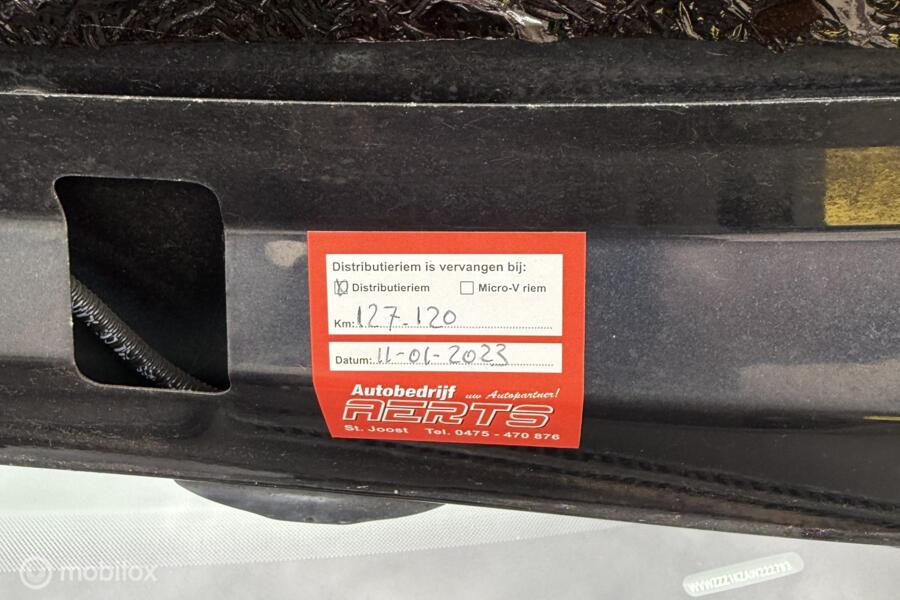 Distributieriem is vervangen bij:
Distributieriem Micro-V riem
Km: 127-120
Datum: 11-01-2023
Autobedrijf uw Autopartner!
AERTS
St. Joost Tel. 0475 - 470 876
mobilox